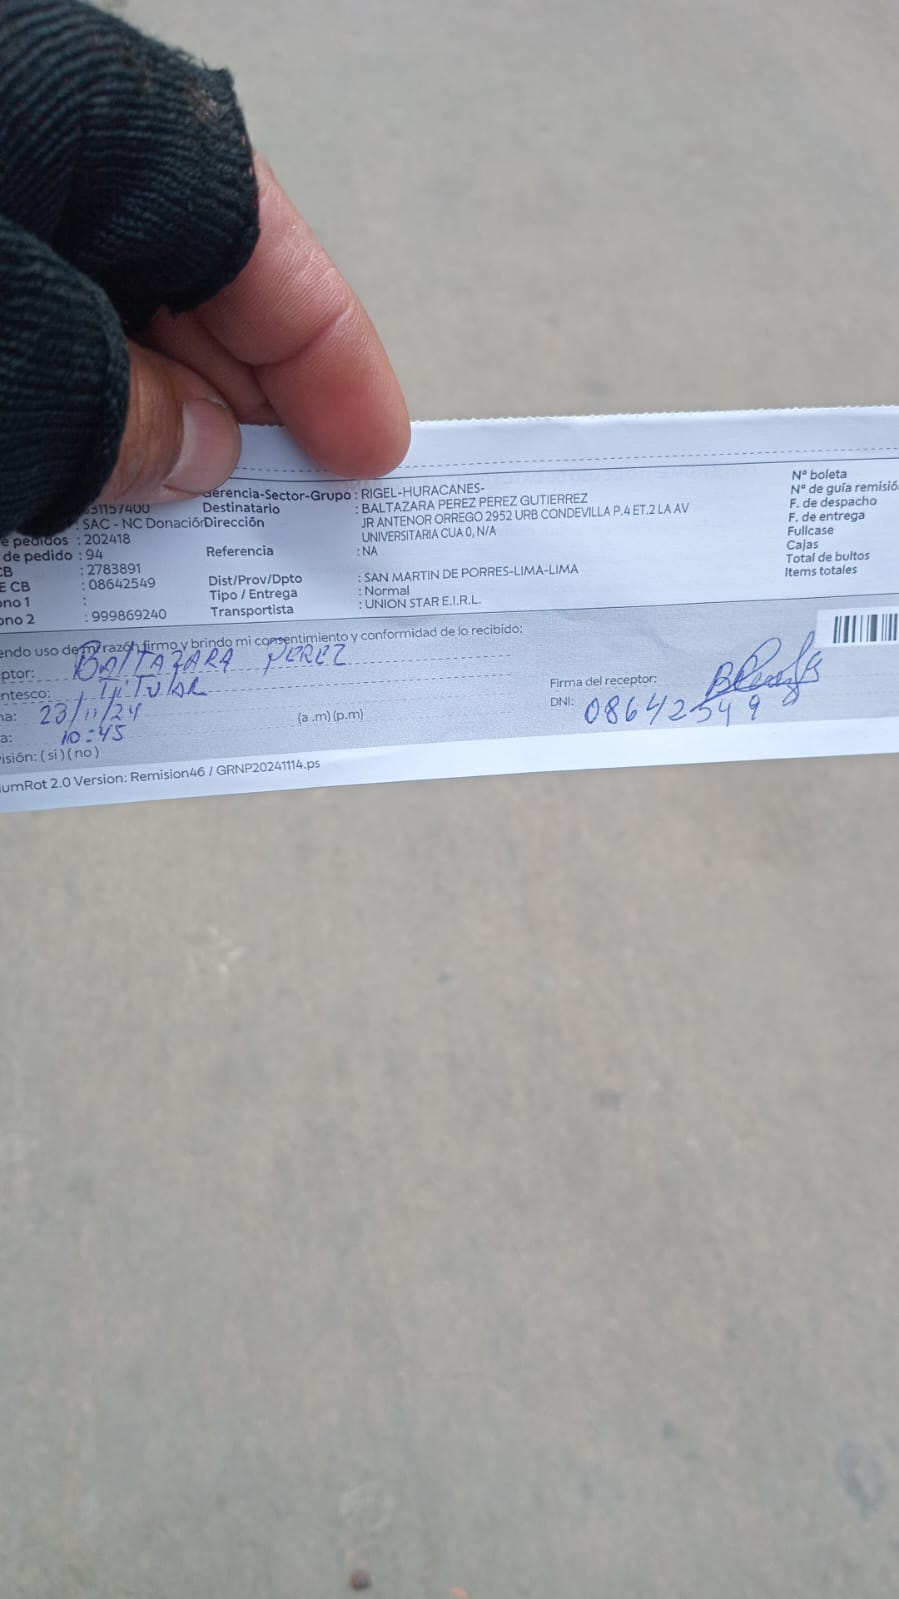 erencia-Sector-Grupo : RIGEL-HURACANES-
31157400 Destinatario : BALTAZARA PEREZ PEREZ GUTIERREZ
: SAC - NC Donación Dirección JR ANTENOR ORREGO 2952 URB CONDEVILLA P.4 ET.2 LA AV
e pedidos : 202418 UNIVERSITARIA CUA 0, N/A
de pedido : 94 Referencia : NA
CB : 2783891
E CB : 08642549 Dist/Prov/Dpto : SAN MARTIN DE PORRES-LIMA-LIMA
ono 1 : Tipo / Entrega : Normal
ono 2 : 999869240 Transportista : UNION STAR E.I.R.L.
N° boleta
N° de guía remisió
F. de despacho
F. de entrega
Fullcase
Cajas
Total de bultos
Items totales
endo uso de mi razón firmo y brindo mi consentimiento y conformidad de lo recibido:
ptor: BALTAZARA PEREZ
ntesco: TITULAR
na: 23/11/24 (a .m) (p.m)
a: 10:45
Firma del receptor:
DNI: 08642549
isión: ( si ) ( no )
umRot 2.0 Version: Remision46 / GRNP20241114.ps